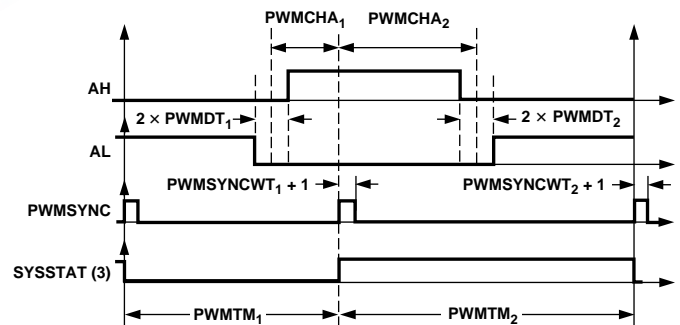 PWMCHA1 PWMCHA2
AH
2 × PWMDT1 2 × PWMDT2
AL
PWMSYNCWT1 + 1 PWMSYNCWT2 + 1
PWMSYNC
SYSSTAT (3)
PWMTM1 PWMTM2